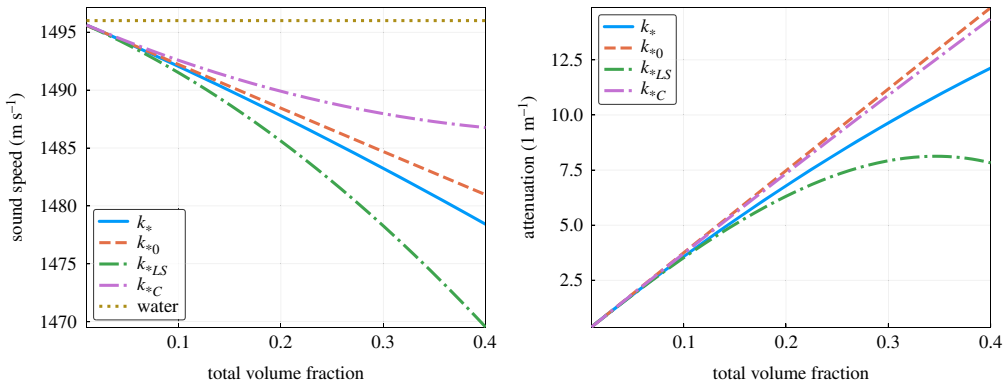 1495
1490
1485
1480
1475
1470
sound speed (m s⁻¹)
k*
k*0
k*LS
k*C
water
0.1
0.2
0.3
0.4
total volume fraction
k*
k*0
k*LS
k*C
12.5
10.0
7.5
5.0
2.5
attenuation (1 m⁻¹)
0.1
0.2
0.3
0.4
total volume fraction